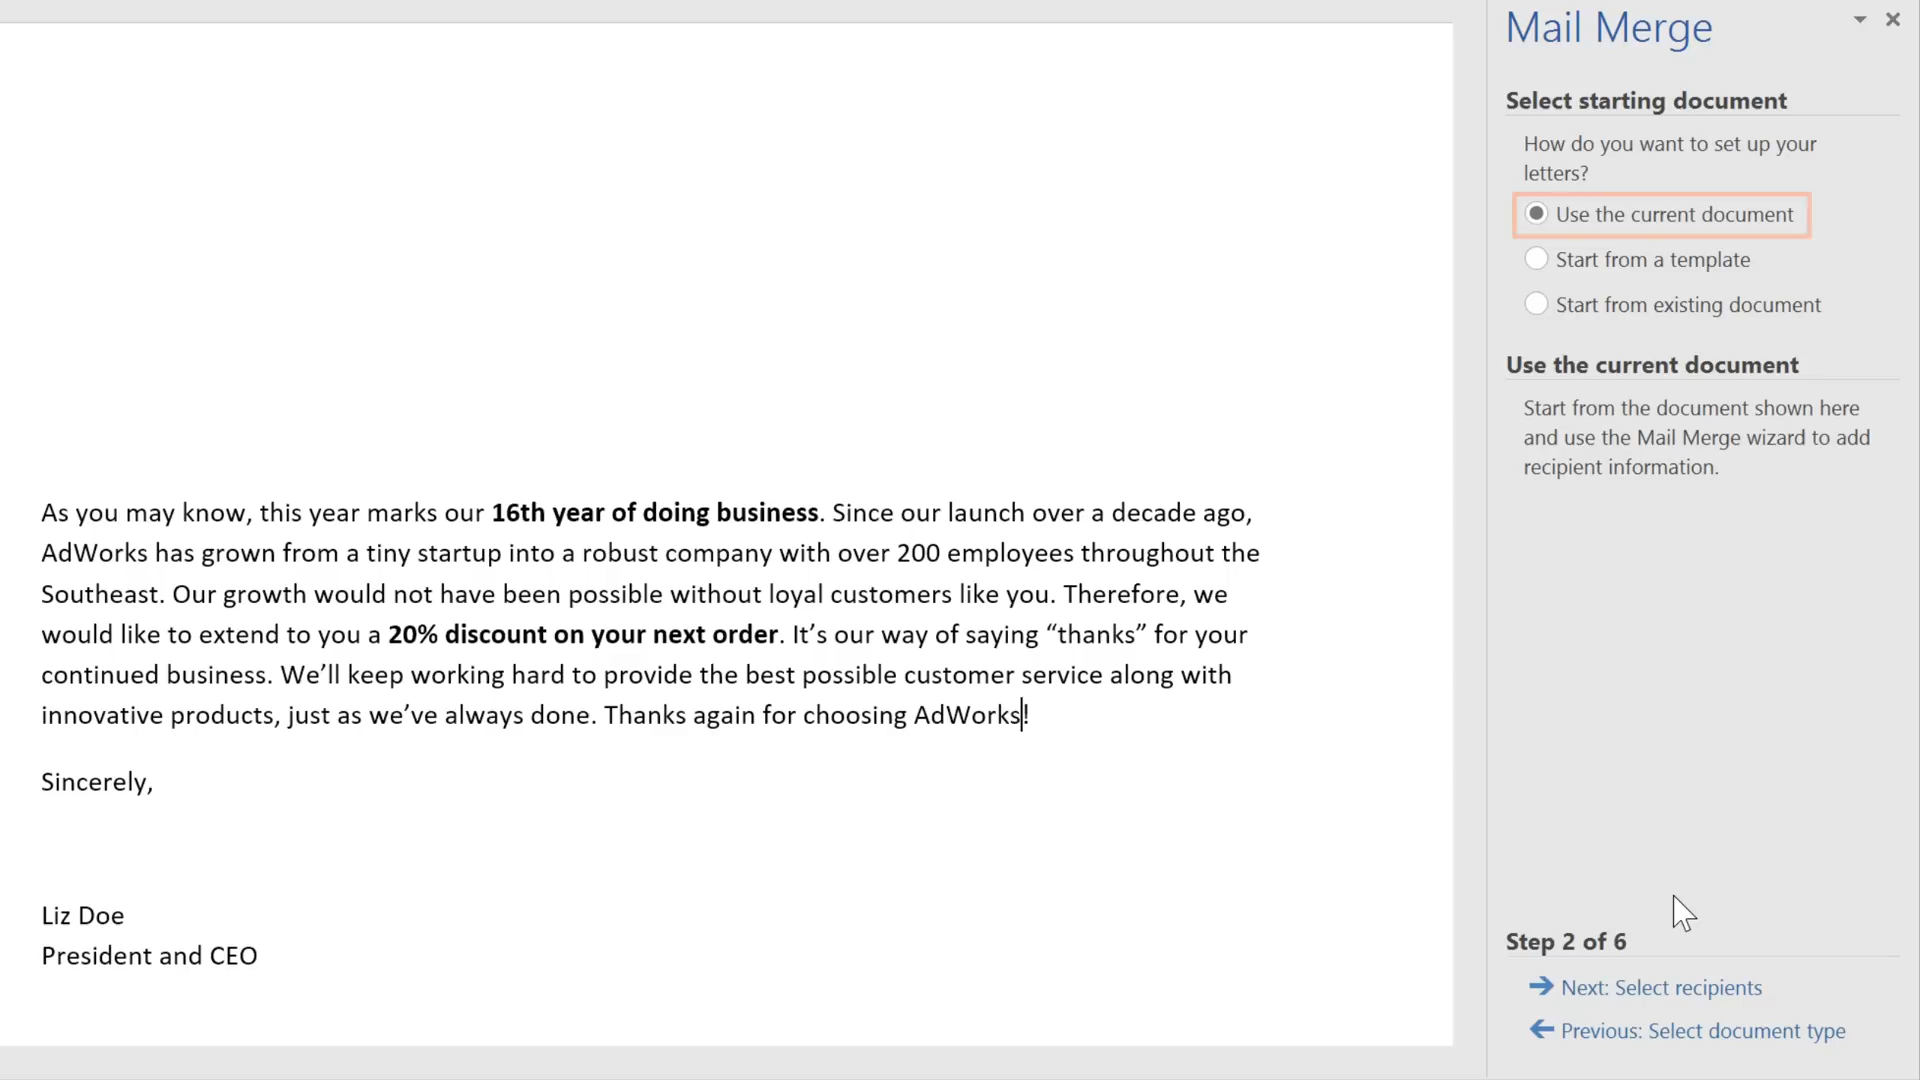 As you may know, this year marks our 16th year of doing business. Since our launch over a decade ago,
AdWorks has grown from a tiny startup into a robust company with over 200 employees throughout the
Southeast. Our growth would not have been possible without loyal customers like you. Therefore, we
would like to extend to you a 20% discount on your next order. It’s our way of saying “thanks” for your
continued business. We’ll keep working hard to provide the best possible customer service along with
innovative products, just as we’ve always done. Thanks again for choosing AdWorks!
Sincerely,
Liz Doe
President and CEO
Mail Merge
Select starting document
How do you want to set up your
letters?
Use the current document
Start from a template
Start from existing document
Use the current document
Start from the document shown here
and use the Mail Merge wizard to add
recipient information.
Step 2 of 6
Next: Select recipients
Previous: Select document type